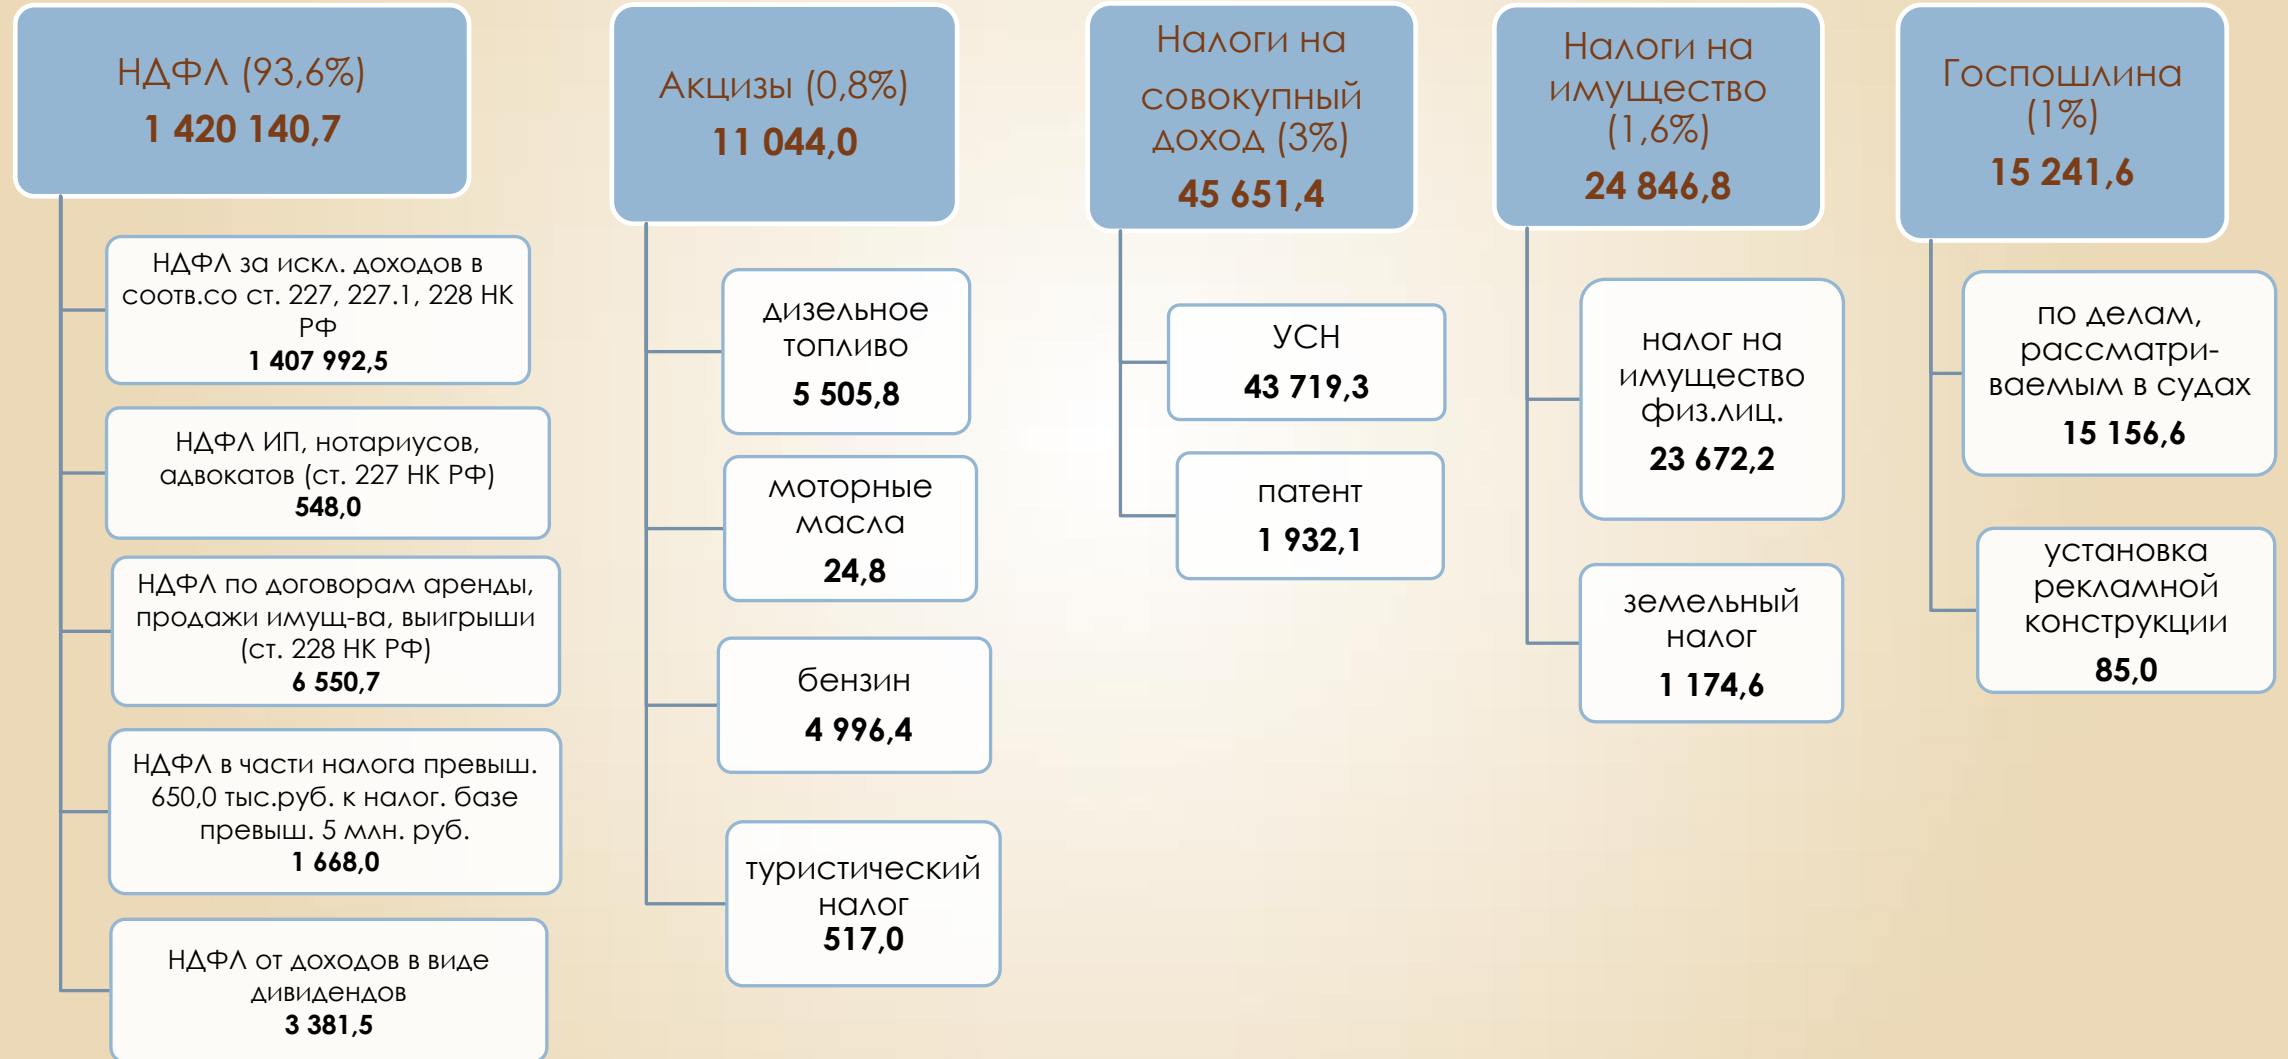 НДФЛ (93,6%)
1 420 140,7
НДФЛ за искл. доходов в
соотв.со ст. 227, 227.1, 228 НК
РФ
1 407 992,5
НДФЛ ИП, нотариусов,
адвокатов (ст. 227 НК РФ)
548,0
НДФЛ по договорам аренды,
продажи имущ-ва, выигрыши
(ст. 228 НК РФ)
6 550,7
НДФЛ в части налога превыш.
650,0 тыс.руб. к налог. базе
превыш. 5 млн. руб.
1 668,0
НДФЛ от доходов в виде
дивидендов
3 381,5
Акцизы (0,8%)
11 044,0
дизельное
топливо
5 505,8
моторные
масла
24,8
бензин
4 996,4
туристический
налог
517,0
Налоги на
совокупный
доход (3%)
45 651,4
УСН
43 719,3
патент
1 932,1
Налоги на
имущество
(1,6%)
24 846,8
налог на
имущество
физ.лиц.
23 672,2
земельный
налог
1 174,6
Госпошлина
(1%)
15 241,6
по делам,
рассматри-
ваемым в судах
15 156,6
установка
рекламной
конструкции
85,0